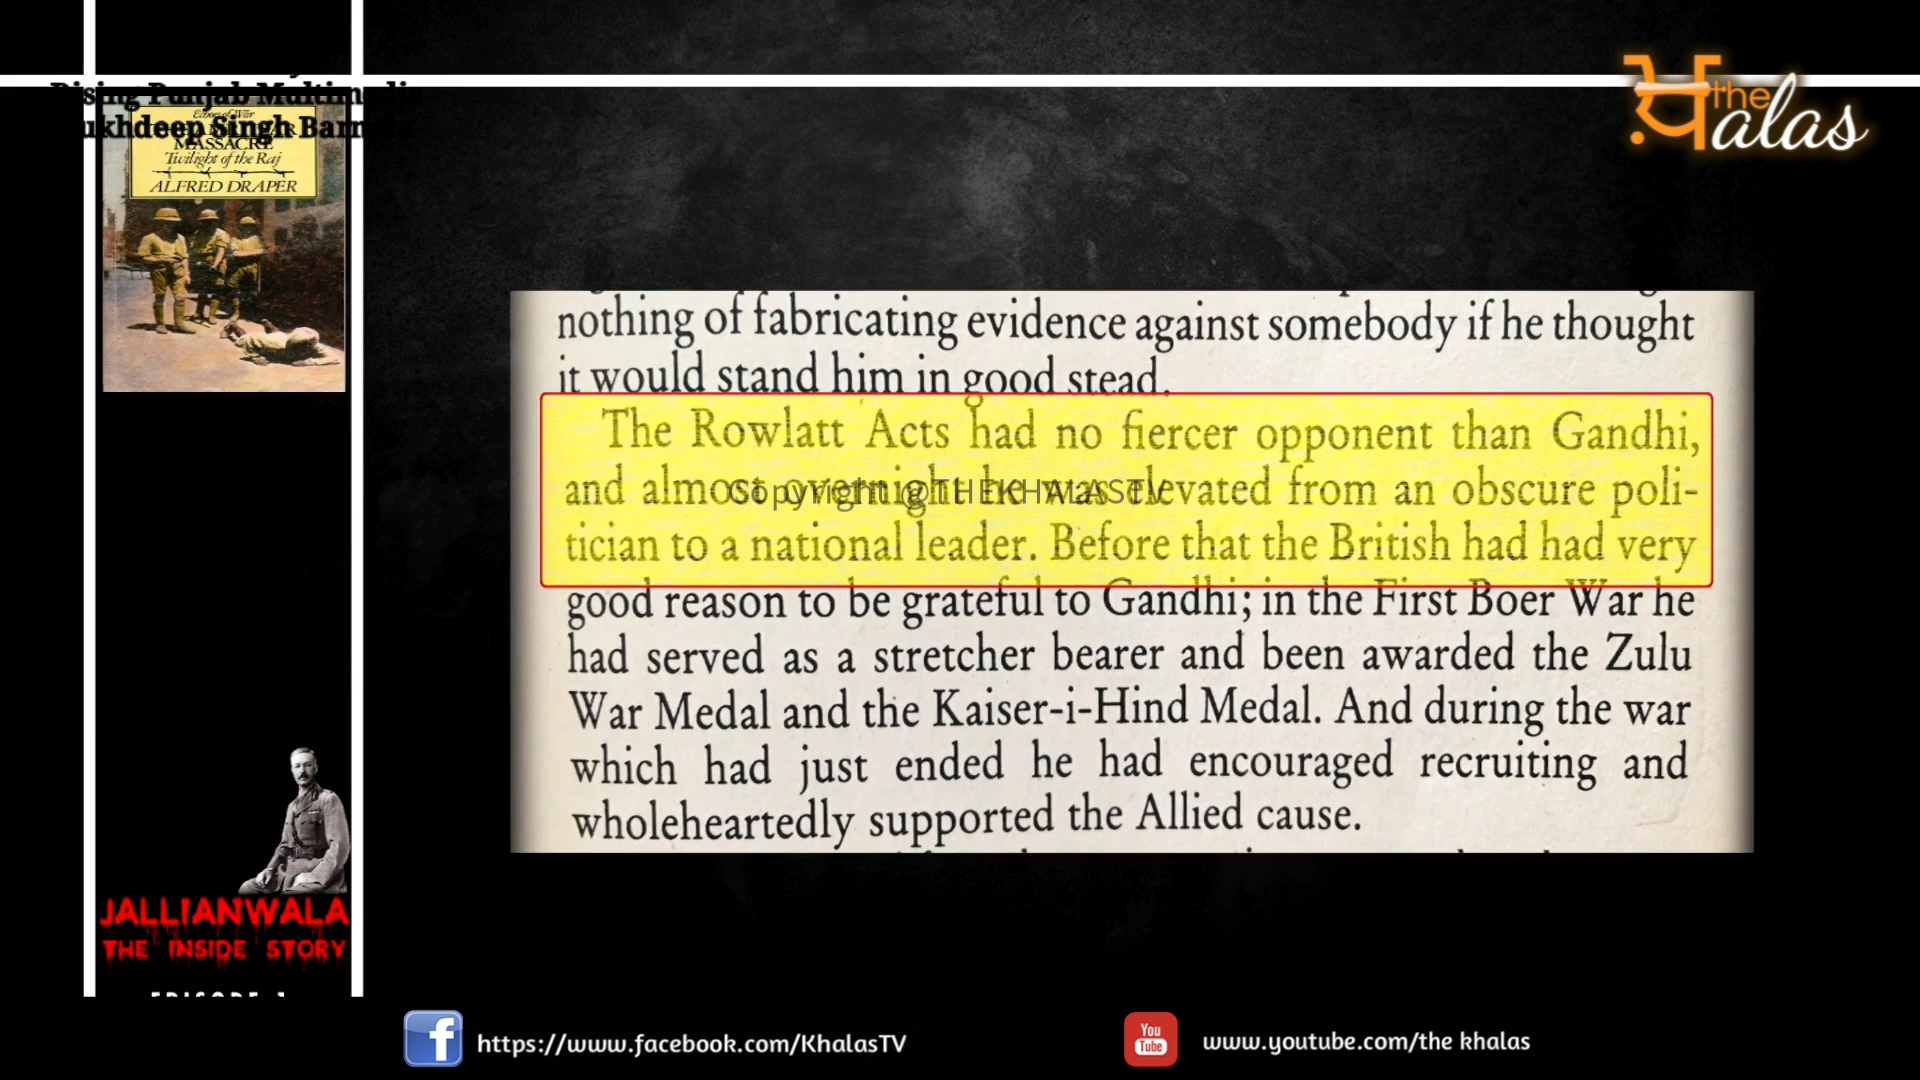 Rising Punjab Multimedia
ukhdeep Singh Barnala
Echoes of War
MASSACRE
Twilight of the Raj
ALFRED DRAPER
the
ਖalas
nothing of fabricating evidence against somebody if he thought
it would stand him in good stead.
The Rowlatt Acts had no fiercer opponent than Gandhi,
and almost overnight he was elevated from an obscure poli-
tician to a national leader. Before that the British had had very
good reason to be grateful to Gandhi; in the First Boer War he
had served as a stretcher bearer and been awarded the Zulu
War Medal and the Kaiser-i-Hind Medal. And during the war
which had just ended he had encouraged recruiting and
wholeheartedly supported the Allied cause.
Copyright @THEKHALASTV
JALLIANWALA
THE INSIDE STORY
https://www.facebook.com/KhalasTV
You
Tube
www.youtube.com/the khalas